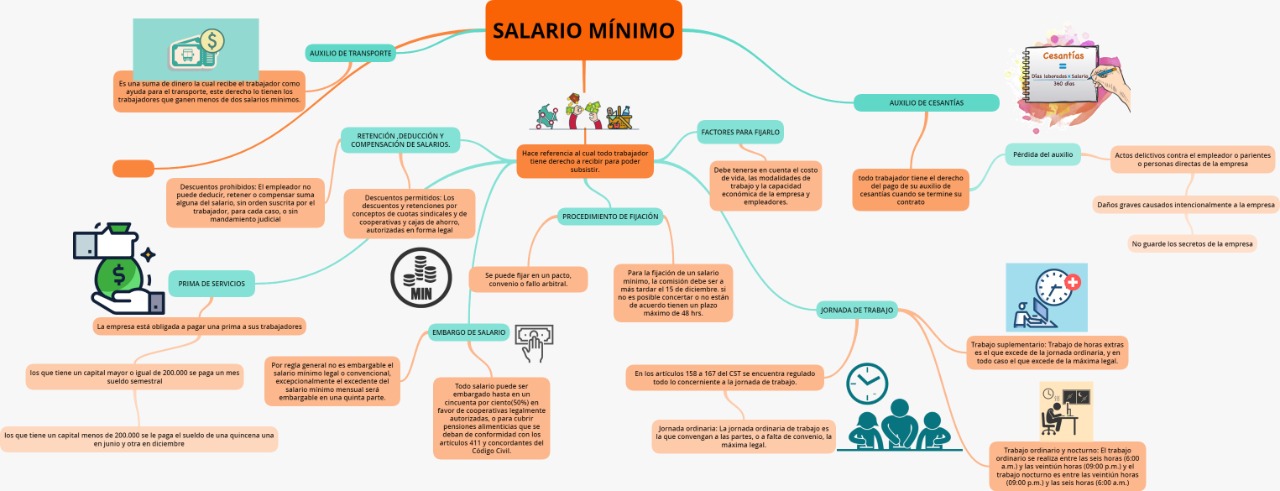 SALARIO MÍNIMO
AUXILIO DE TRANSPORTE
Es una suma de dinero la cual recibe el trabajador como
ayuda para el transporte, este derecho lo tienen los
trabajadores que ganen menos de dos salarios mínimos.
Cesantías
=
Días laborados x Salario
360 días
AUXILIO DE CESANTÍAS
RETENCIÓN ,DEDUCCIÓN Y
COMPENSACIÓN DE SALARIOS.
FACTORES PARA FIJARLO
Hace referencia al cual todo trabajador
tiene derecho a recibir para poder
subsistir.
Pérdida del auxilio
Actos delictivos contra el empleador o parientes
o personas directas de la empresa
Debe tenerse en cuenta el costo
de vida, las modalidades de
trabajo y la capacidad
económica de la empresa y
empleadores.
todo trabajador tiene el derecho
del pago de su auxilio de
cesantías cuando se termine su
contrato
Daños graves causados intencionalmente a la empresa
No guarde los secretos de la empresa
Descuentos prohibidos: El empleador no
puede deducir, retener o compensar suma
alguna del salario, sin orden suscrita por el
trabajador, para cada caso, o sin
mandamiento judicial
Descuentos permitidos: Los
descuentos y retenciones por
conceptos de cuotas sindicales y de
cooperativas y cajas de ahorro,
autorizadas en forma legal
PROCEDIMIENTO DE FIJACIÓN
MIN
Se puede fijar en un pacto,
convenio o fallo arbitral.
Para la fijación de un salario
mínimo, la comisión debe ser a
más tardar el 15 de diciembre. si
no es posible concertar o no están
de acuerdo tienen un plazo
máximo de 48 hrs.
PRIMA DE SERVICIOS
La empresa está obligada a pagar una prima a sus trabajadores
los que tiene un capital mayor o igual de 200.000 se paga un mes
sueldo semestral
los que tiene un capital menos de 200.000 se le paga el sueldo de una quincena una
en junio y otra en diciembre
EMBARGO DE SALARIO
Por regla general no es embargable el
salario mínimo legal o convencional,
excepcionalmente el excedente del
salario mínimo mensual será
embargable en una quinta parte.
Todo salario puede ser
embargado hasta en un
cincuenta por ciento(50%) en
favor de cooperativas legalmente
autorizadas, o para cubrir
pensiones alimenticias que se
deban de conformidad con los
artículos 411 y concordantes del
Código Civil.
JORNADA DE TRABAJO
En los artículos 158 a 167 del CST se encuentra regulado
todo lo concerniente a la jornada de trabajo.
Jornada ordinaria: La jornada ordinaria de trabajo es
la que convengan a las partes, o a falta de convenio, la
máxima legal.
Trabajo suplementario: Trabajo de horas extras
es el que excede de la jornada ordinaria, y en
todo caso el que excede de la máxima legal.
Trabajo ordinario y nocturno: El trabajo
ordinario se realiza entre las seis horas (6:00
a.m.) y las veintiún horas (09:00 p.m.) y el
trabajo nocturno es entre las veintiún horas
(09:00 p.m.) y las seis horas (6:00 a.m.)